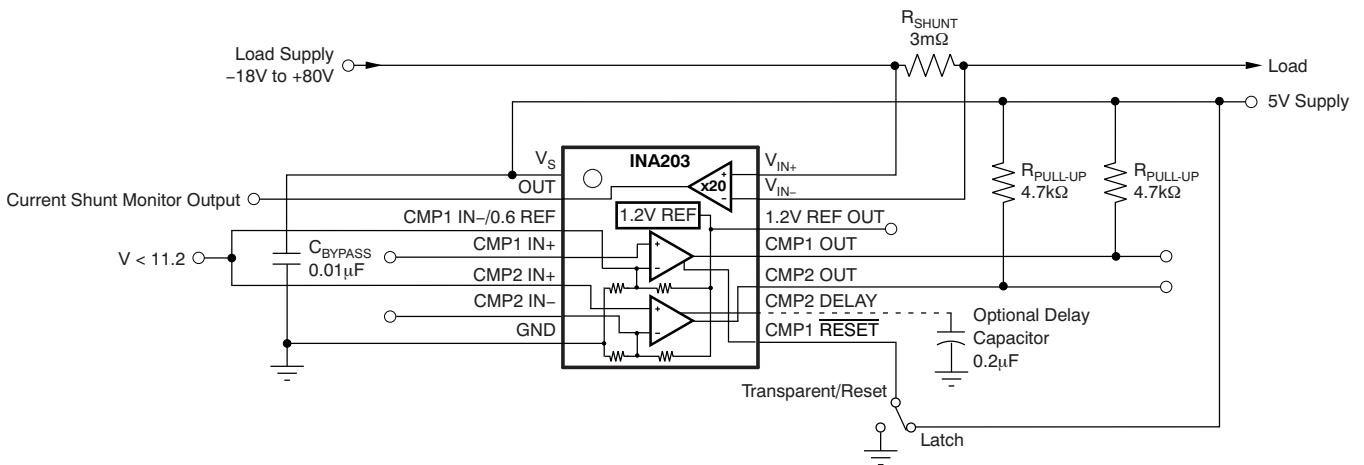 R_SHUNT
3mΩ
Load Supply
−18V to +80V
Load
5V Supply
INA203
V_S
V_IN+
x20
+
−
OUT
V_IN−
R_PULL-UP
4.7kΩ
R_PULL-UP
4.7kΩ
Current Shunt Monitor Output
CMP1 IN−/0.6 REF
1.2V REF
1.2V REF OUT
CMP1 IN+
+
−
CMP1 OUT
V < 11.2
C_BYPASS
0.01μF
CMP2 IN+
CMP2 OUT
CMP2 IN−
+
−
CMP2 DELAY
GND
CMP1 RESET
Optional Delay
Capacitor
0.2μF
Transparent/Reset
Latch